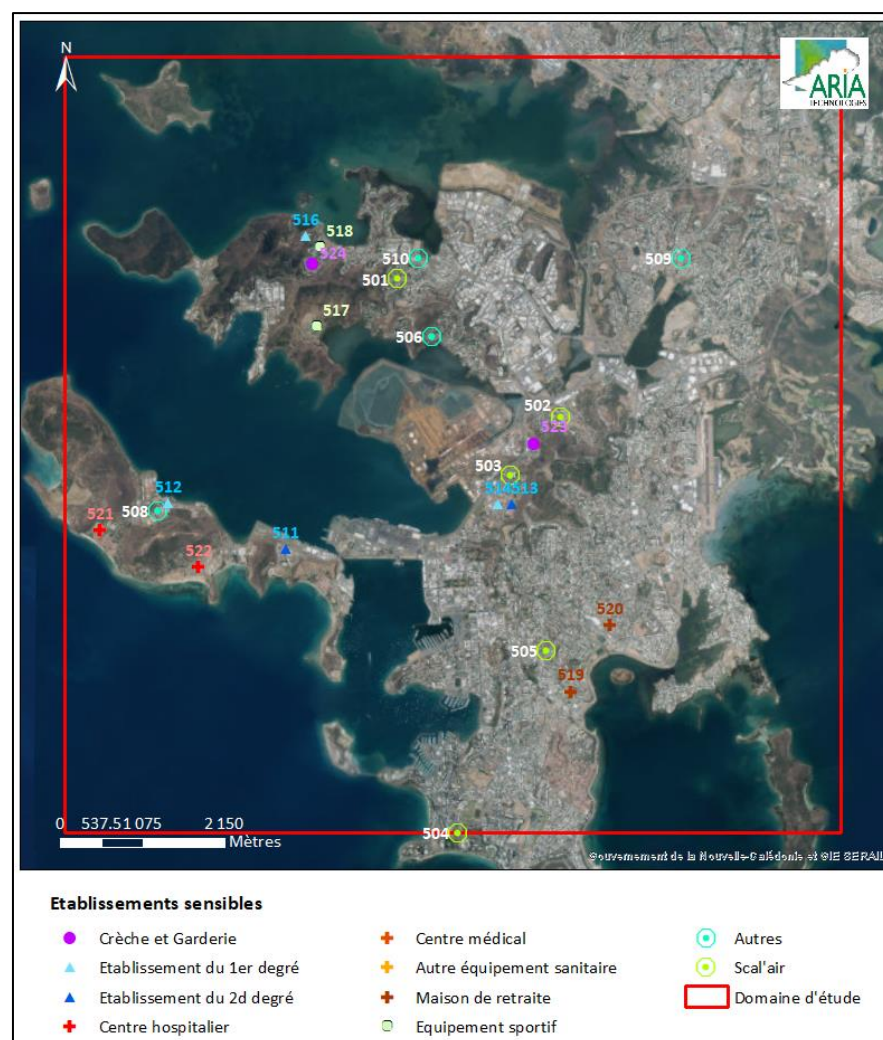 N
ARIA
TECHNOLOGIES
516
518
524
510
509
501
517
506
502
523
503
512
514 513
508
521
511
522
520
505
519
0 537.51 075 2 150
Mètres
504
Gouvernement de la Nouvelle-Calédonie et GIE SERAIL
Etablissements sensibles
Crèche et Garderie
Centre médical
Autres
Etablissement du 1er degré
Autre équipement sanitaire
Scal'air
Etablissement du 2d degré
Maison de retraite
Domaine d'étude
Centre hospitalier
Equipement sportif